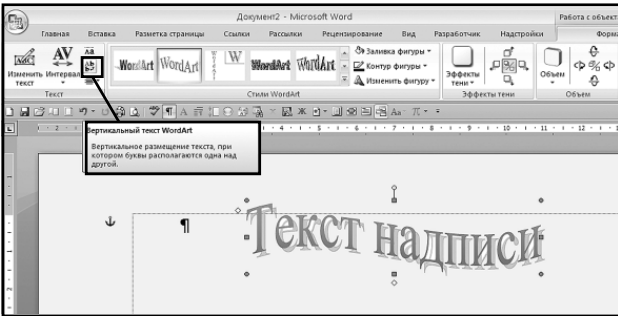 Документ2 - Microsoft Word
Работа с объект
Главная Вставка Разметка страницы Ссылки Рассылки Рецензирование Вид Разработчик Надстройки Форма
Изменить текст Интервал
WordArt WordArt W WordArt WordArt
Заливка фигуры
Контур фигуры
Изменить фигуру
Эффекты тени
Объем
Текст Стили WordArt Эффекты тени Объем
Вертикальный текст WordArt
Вертикальное размещение текста, при
котором буквы располагаются одна над
другой.
Текст надписи